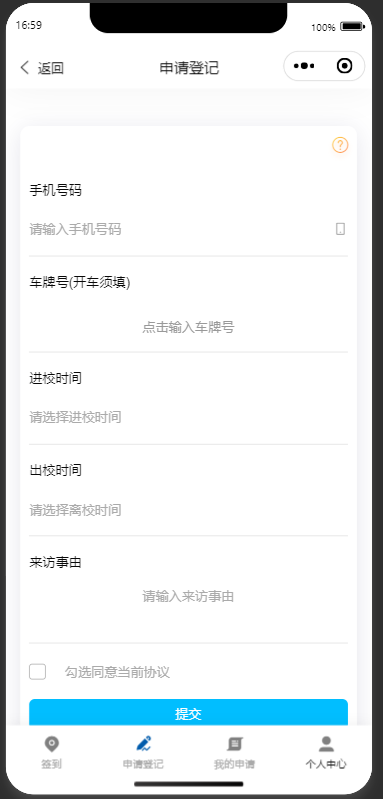 16:59
100%
返回
申请登记
?
手机号码
请输入手机号码
车牌号(开车须填)
点击输入车牌号
进校时间
请选择进校时间
出校时间
请选择离校时间
来访事由
请输入来访事由
勾选同意当前协议
提交
签到
申请登记
我的申请
个人中心